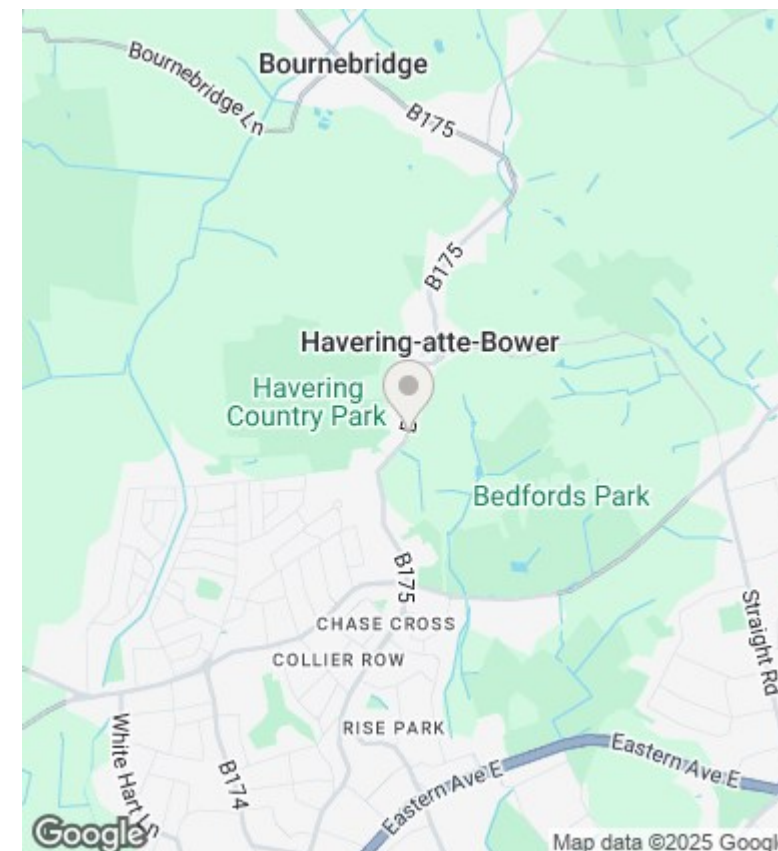 Bournebridge
Bournebridge Ln
B175
B175
Havering-atte-Bower
Havering
Country Park
Bedfords Park
B175
CHASE CROSS
Straight Rd
COLLIER ROW
RISE PARK
White Hart Ln
B174
Eastern Ave E
Eastern Ave E
Google
Map data ©2025 Googl